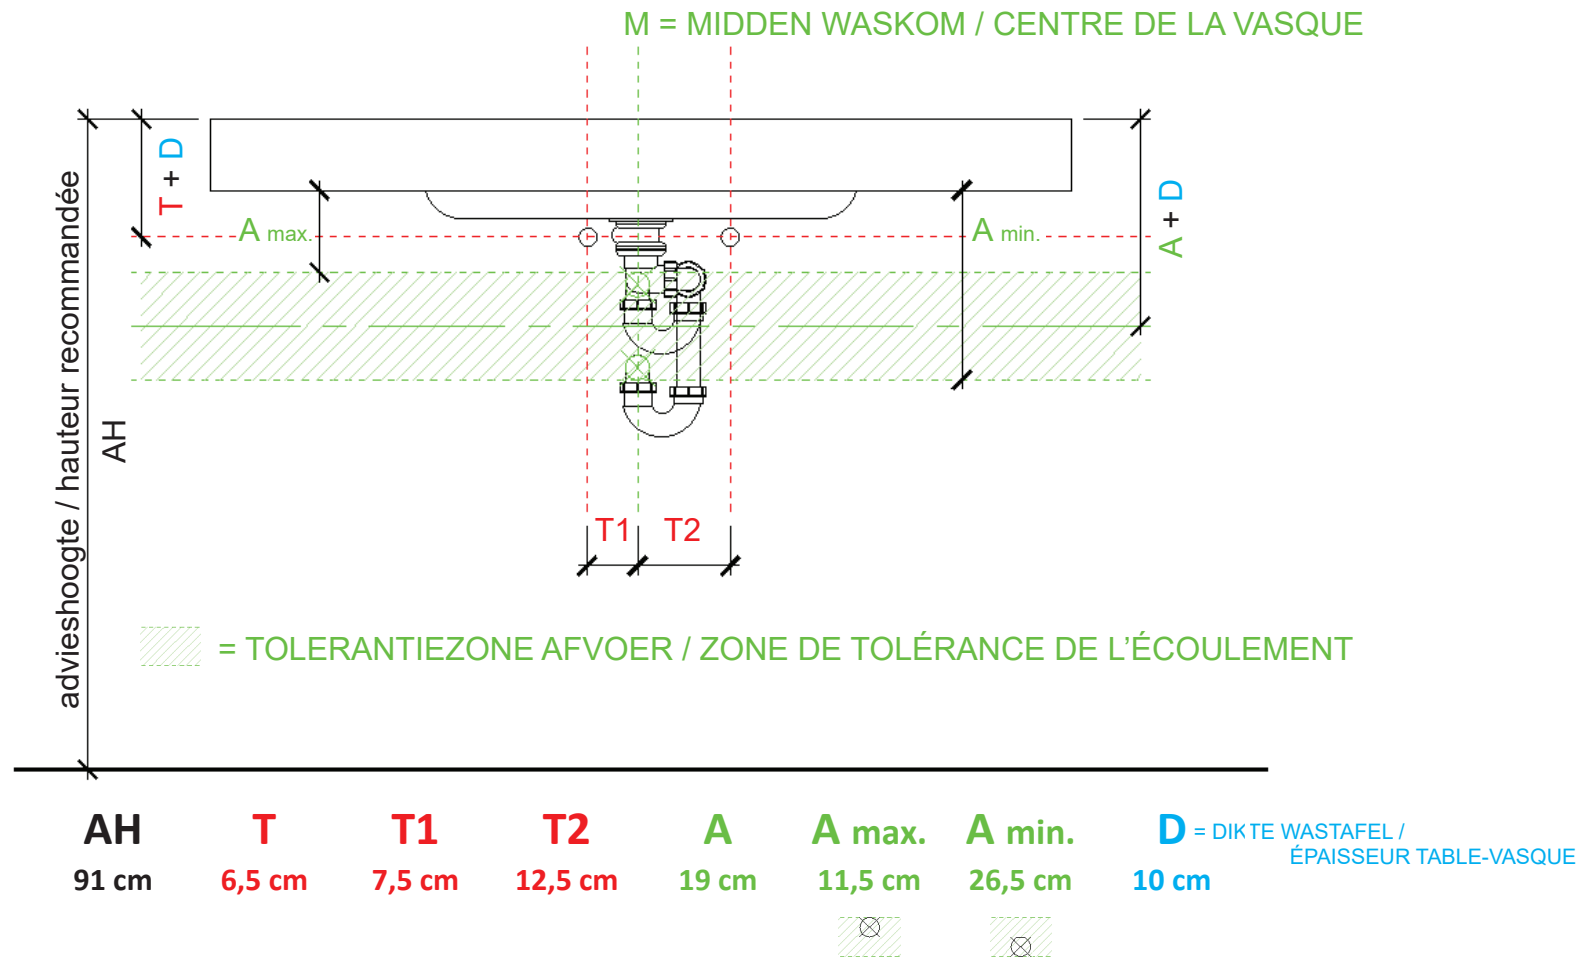 M = MIDDEN WASKOM / CENTRE DE LA VASQUE
T + D
A max.
A min.
A + D
advieshoogte / hauteur recommandée
AH
T1 T2
= TOLERANTIEZONE AFVOER / ZONE DE TOLÉRANCE DE L'ÉCOULEMENT
AH T T1 T2 A A max. A min. D = DIKTE WASTAFEL /
ÉPAISSEUR TABLE-VASQUE
91 cm 6,5 cm 7,5 cm 12,5 cm 19 cm 11,5 cm 26,5 cm 10 cm